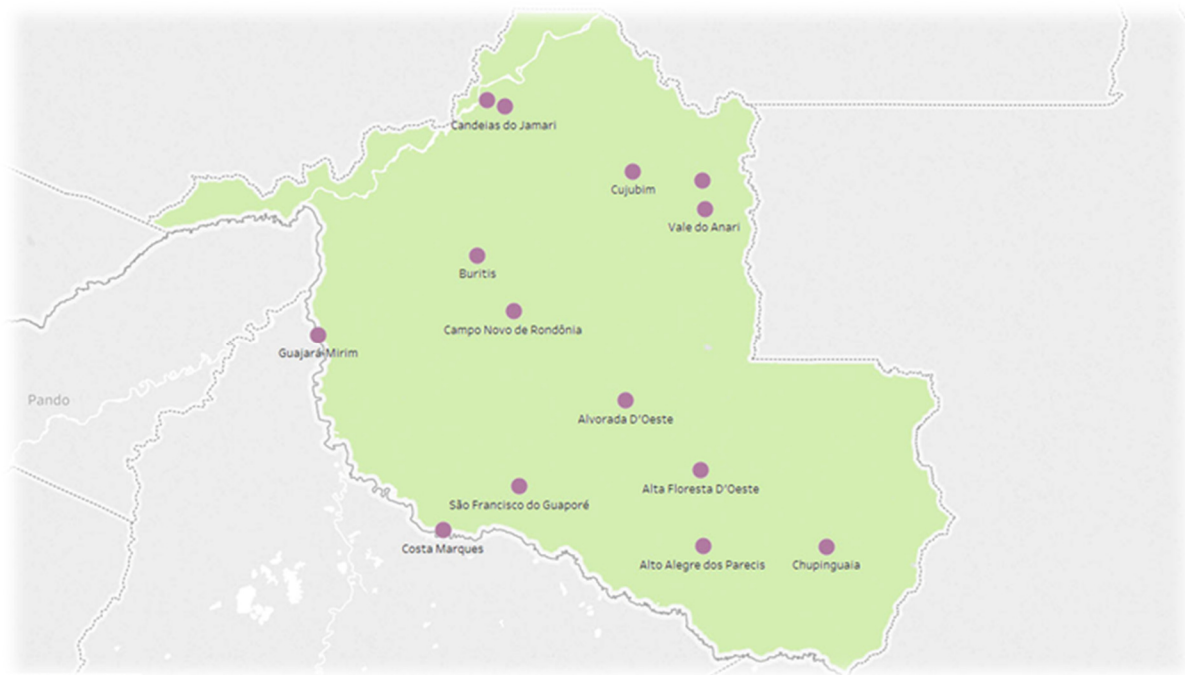 Candeias do Jamari
Cujubim
Vale do Anari
Buritis
Campo Novo de Rondônia
Guajará-Mirim
Pando
Alvorada D'Oeste
Alta Floresta D'Oeste
São Francisco do Guaporé
Costa Marques
Alto Alegre dos Parecis
Chupinguaia